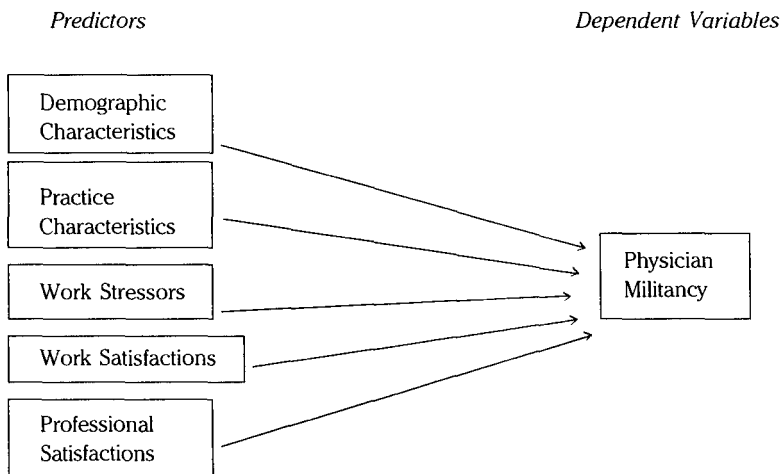 Predictors
Dependent Variables
Demographic
Characteristics
Practice
Characteristics
Work Stressors
Work Satisfactions
Professional
Satisfactions
Physician
Militancy